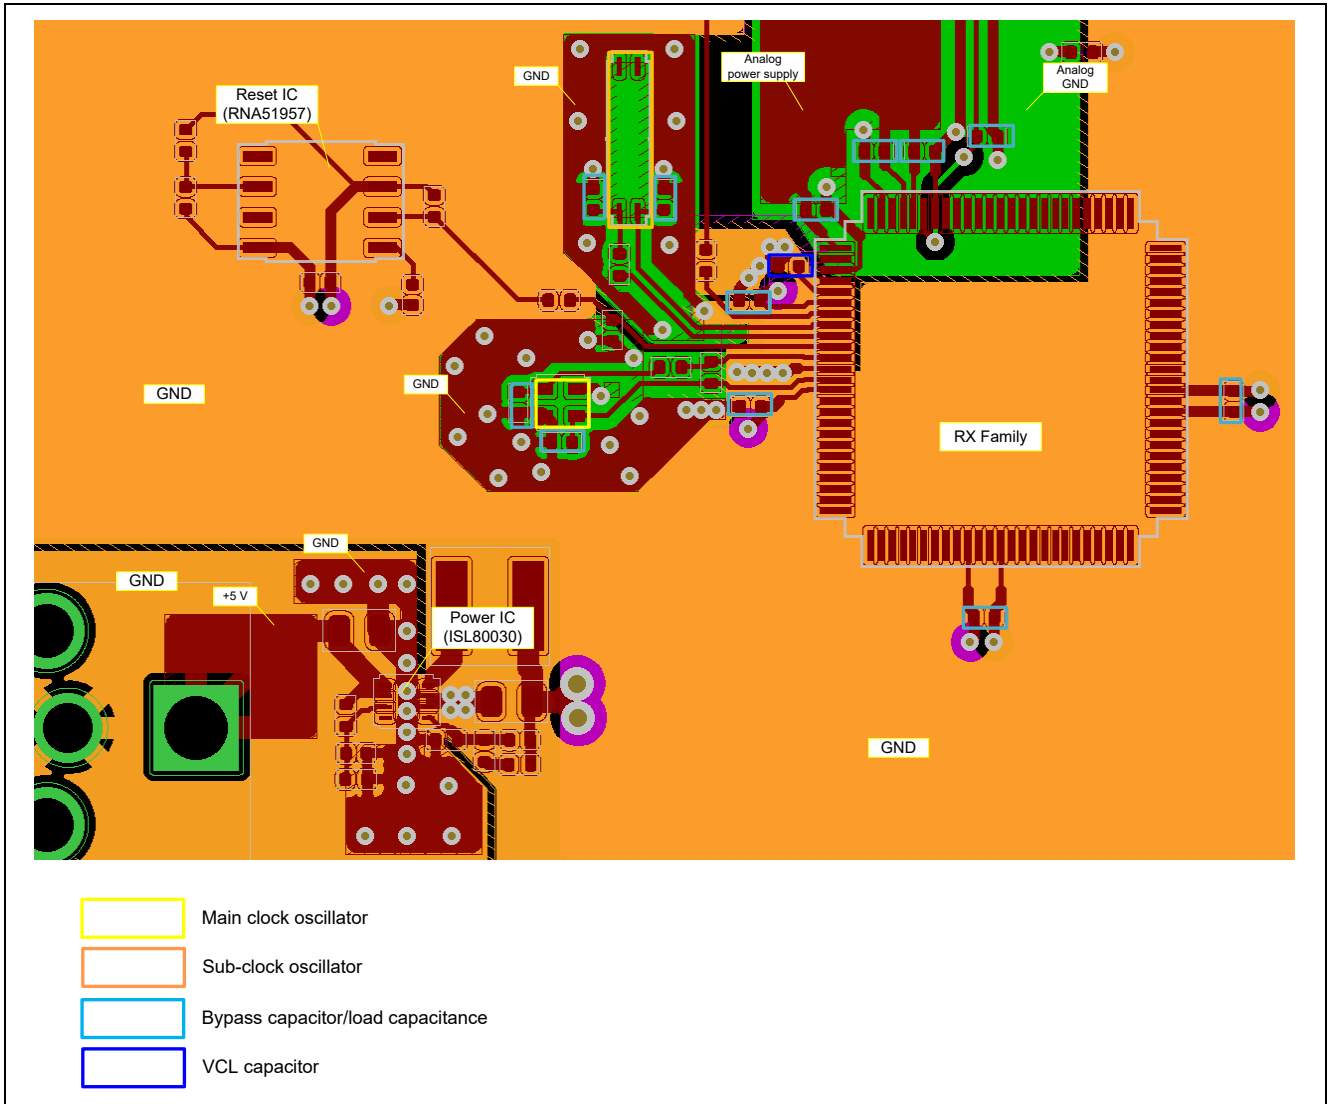 Analog
power supply
GND
Analog
GND
Reset IC
(RNA51957)
GND
GND
RX Family
GND
GND
+5 V
Power IC
(ISL80030)
GND
Main clock oscillator
Sub-clock oscillator
Bypass capacitor/load capacitance
VCL capacitor